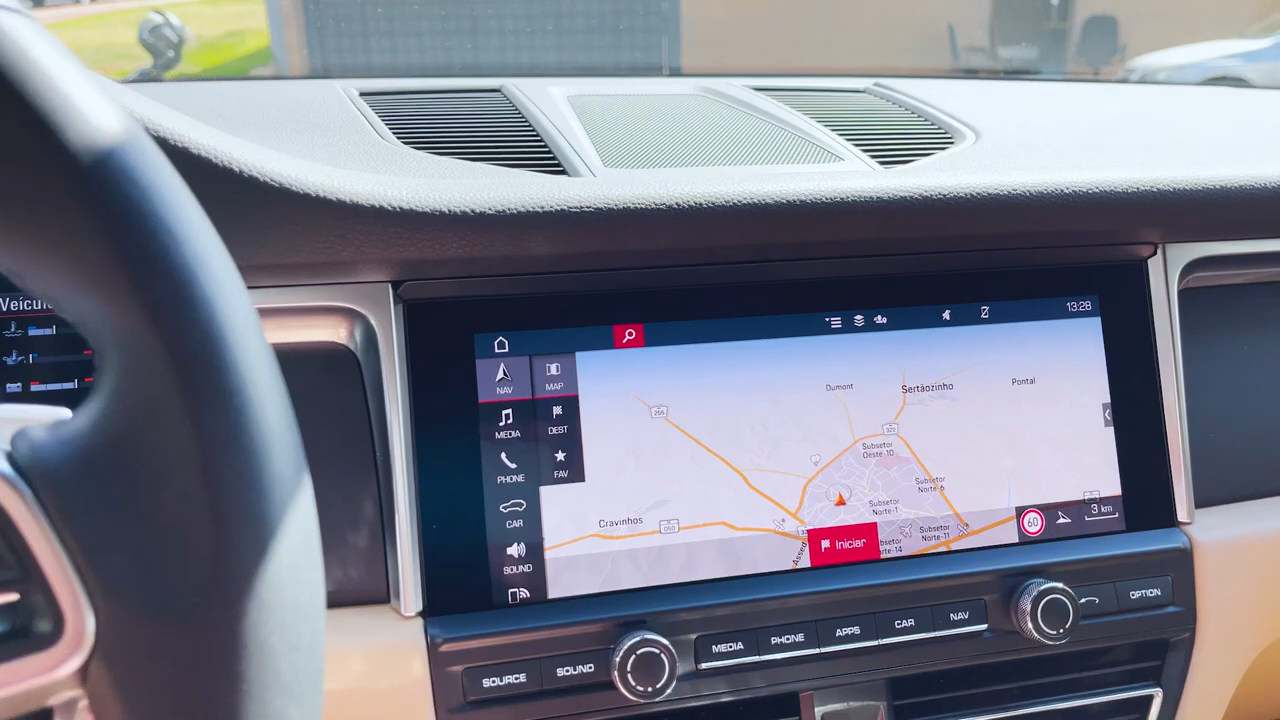 Veícul
13:28
NAV
MAP
MEDIA
DEST
PHONE
FAV
CAR
SOUND
Dumont
Sertãozinho
Pontal
255
322
Subsetor
Oeste-10
Subsetor
Norte-6
Subsetor
Norte-1
Cravinhos
050
Subsetor
Norte-11
bsetor
rte-14
Iniciar
60
3 km
SOURCE
SOUND
MEDIA
PHONE
APPS
CAR
NAV
OPTION